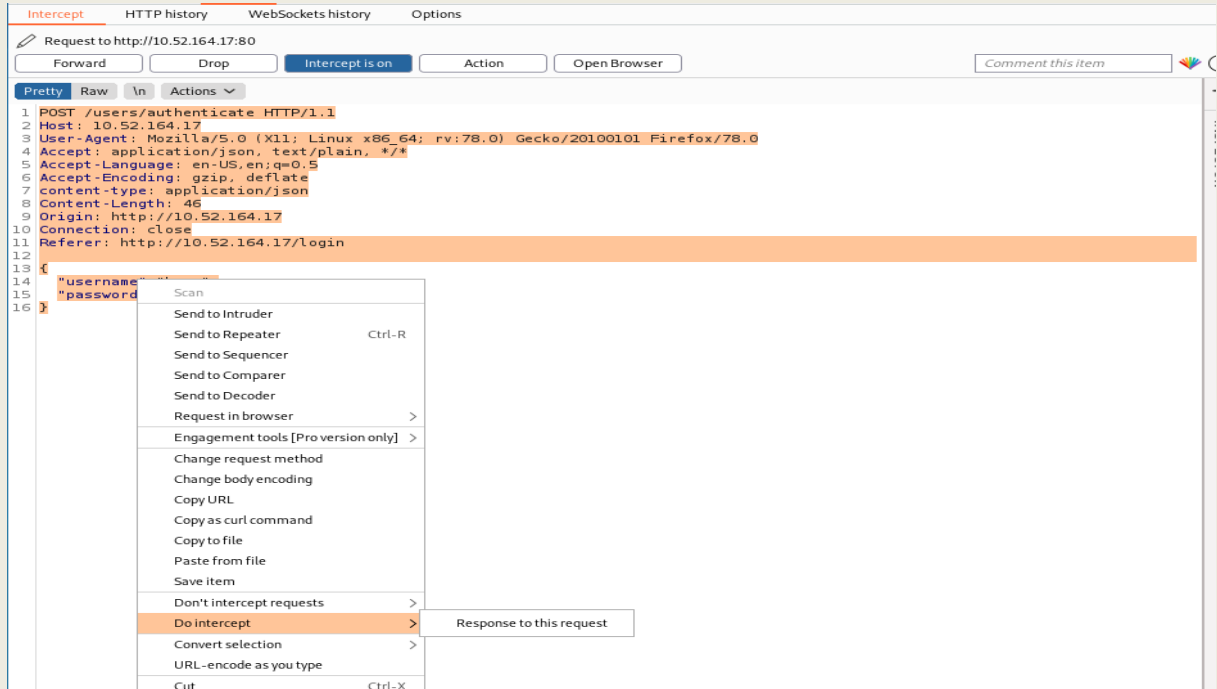 Intercept HTTP history WebSockets history Options
Request to http://10.52.164.17:80
Forward Drop Intercept is on Action Open Browser Comment this item
Pretty Raw \n Actions
1 POST /users/authenticate HTTP/1.1
2 Host: 10.52.164.17
3 User-Agent: Mozilla/5.0 (X11; Linux x86_64; rv:78.0) Gecko/20100101 Firefox/78.0
4 Accept: application/json, text/plain, */*
5 Accept-Language: en-US,en;q=0.5
6 Accept-Encoding: gzip, deflate
7 content-type: application/json
8 Content-Length: 46
9 Origin: http://10.52.164.17
10 Connection: close
11 Referer: http://10.52.164.17/login
12
13 {
14 "username"
15 "password
16 }
Scan
Send to Intruder
Send to Repeater Ctrl-R
Send to Sequencer
Send to Comparer
Send to Decoder
Request in browser >
Engagement tools [Pro version only] >
Change request method
Change body encoding
Copy URL
Copy as curl command
Copy to file
Paste from file
Save item
Don't intercept requests >
Do intercept > Response to this request
Convert selection >
URL-encode as you type
Cut Ctrl-X